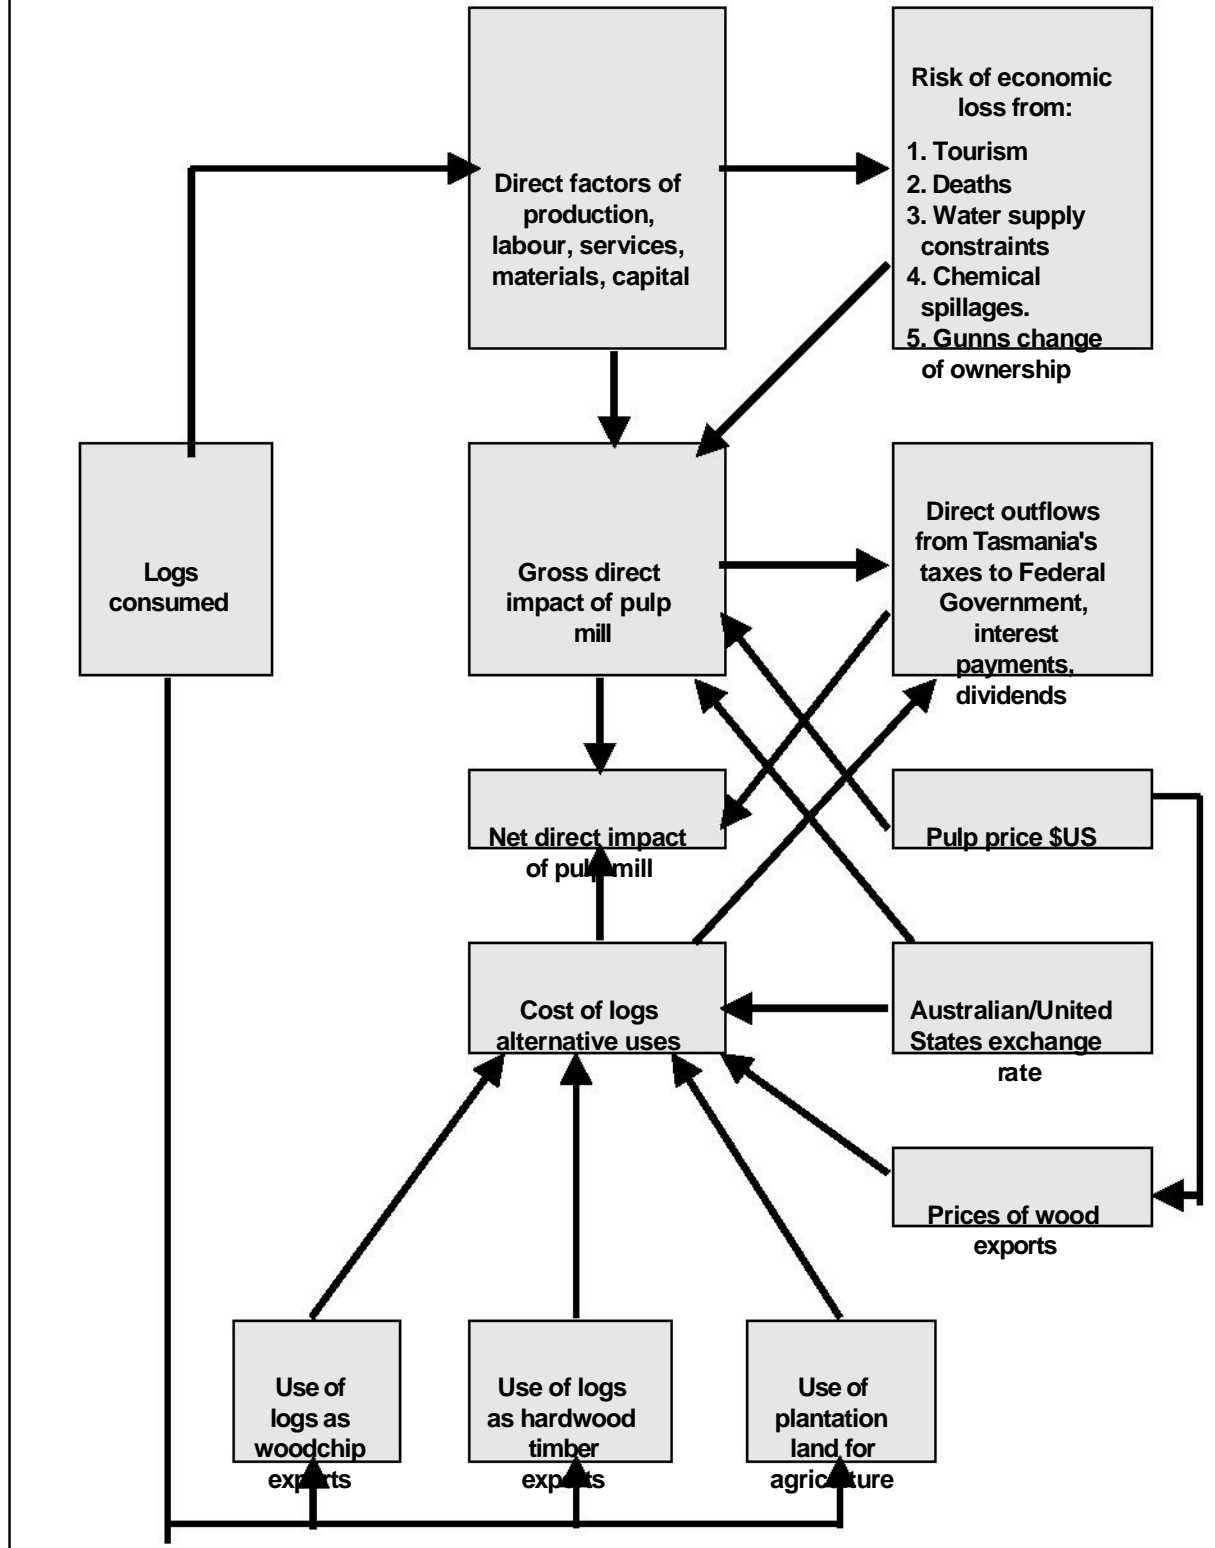 Risk of economic
loss from:
1. Tourism
2. Deaths
3. Water supply
constraints
4. Chemical
spillages.
5. Gunns change
of ownership
Direct factors of
production,
labour, services,
materials, capital
Logs
consumed
Gross direct
impact of pulp
mill
Direct outflows
from Tasmania's
taxes to Federal
Government,
interest
payments,
dividends
Net direct impact
of pulp mill
Pulp price $US
Cost of logs
alternative uses
Australian/United
States exchange
rate
Prices of wood
exports
Use of
logs as
woodchip
exports
Use of logs
as hardwood
timber
exports
Use of
plantation
land for
agriculture